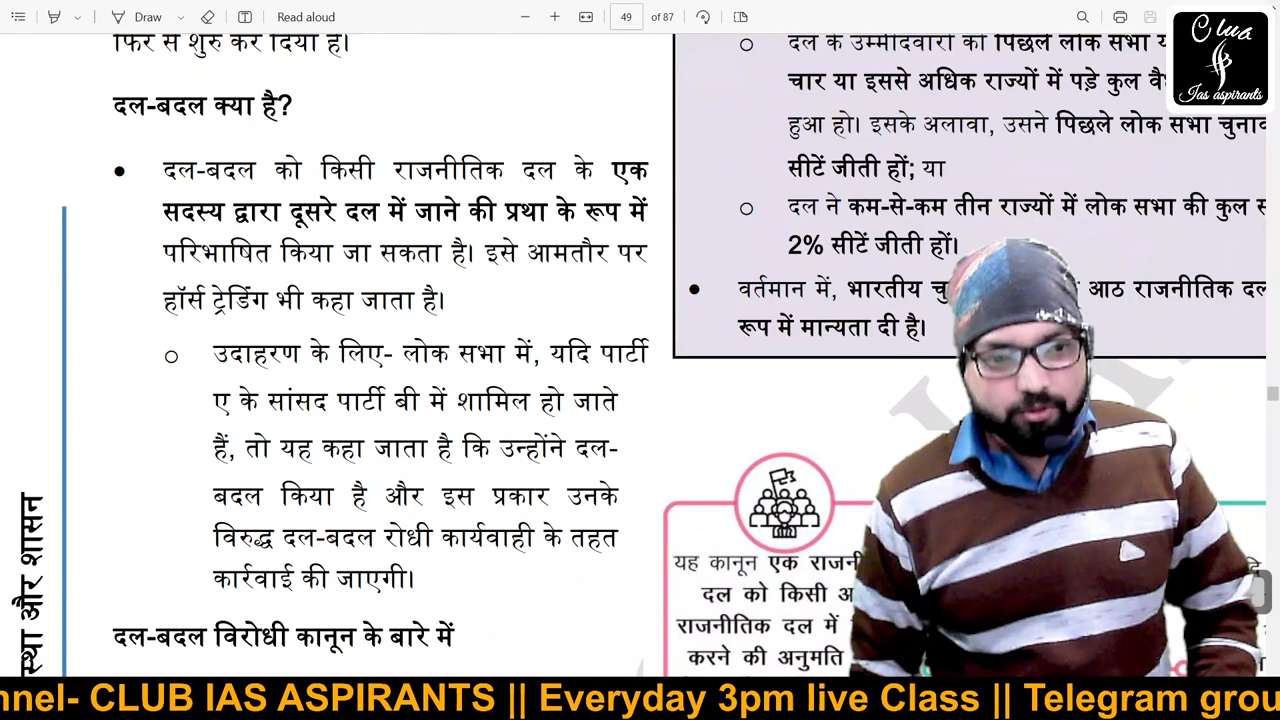 Draw
Read aloud
49
of 87
Clua
Ias aspirants
फिर से शुरु कर दिया है।
दल-बदल क्या है?
दल-बदल को किसी राजनीतिक दल के एक
सदस्य द्वारा दूसरे दल में जाने की प्रथा के रूप में
परिभाषित किया जा सकता है। इसे आमतौर पर
हॉर्स ट्रेडिंग भी कहा जाता है।
उदाहरण के लिए- लोक सभा में, यदि पार्टी
ए के सांसद पार्टी बी में शामिल हो जाते
हैं, तो यह कहा जाता है कि उन्होंने दल-
बदल किया है और इस प्रकार उनके
विरुद्ध दल-बदल रोधी कार्यवाही के तहत
कार्रवाई की जाएगी।
दल-बदल विरोधी कानून के बारे में
और शासन
दल के उम्मीदवारों को पिछले लोक सभा
चार या इससे अधिक राज्यों में पड़े कुल
हुआ हो। इसके अलावा, उसने पिछले लोक सभा
सीटें जीती हों; या
दल ने कम-से-कम तीन राज्यों में लोक सभा की कुल
2% सीटें जीती हों।
वर्तमान में, भारतीय आठ राजनीतिक
रूप में मान्यता दी है।
यह कानून एक
दल को किसी
राजनीतिक दल में
करने की अनुमति
CLUB IAS ASPIRANTS || Everyday 3pm live Class || Telegram